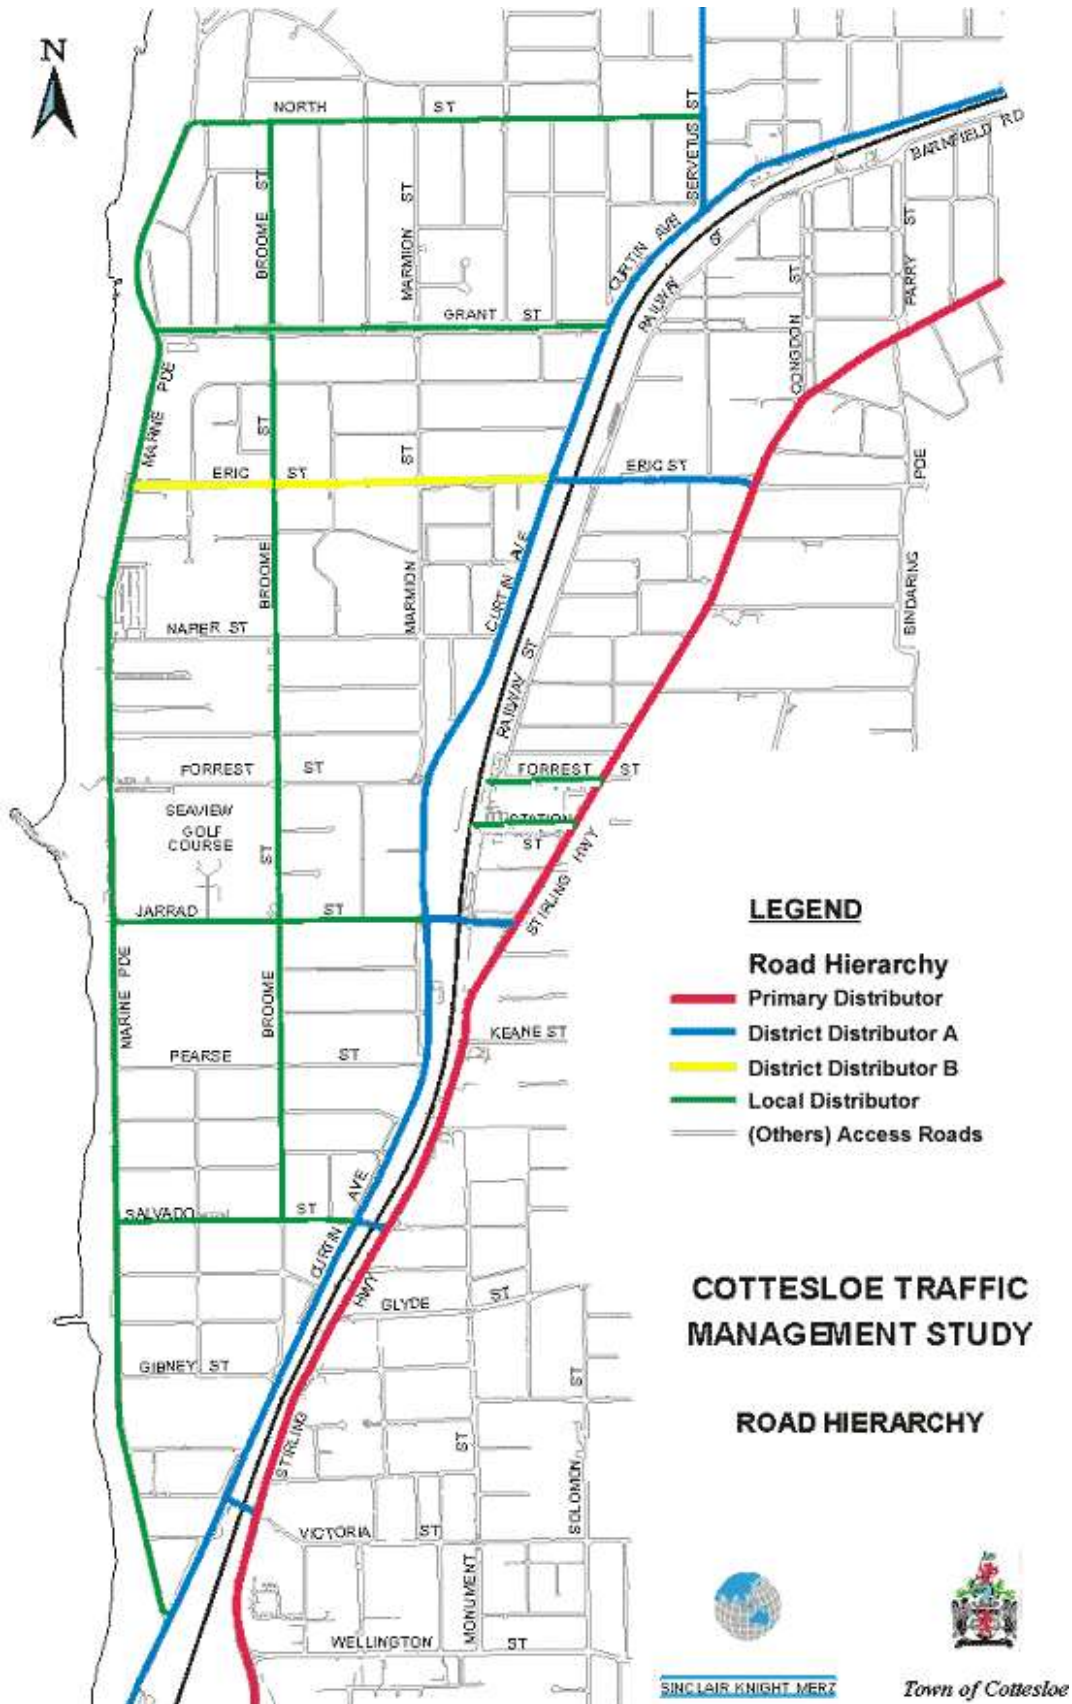 N
NORTH ST
SERVETUS ST
BARNFIELD RD
BROOME ST
MARMION ST
CURTIN AVE
RAILWAY ST
CONGDON ST
PARRY ST
GRANT ST
MARINE PDE
ST
ST
ERIC ST
ERIC ST
PDE
BROOME
MARMION
CURTIN AVE
BINDARING
NAPIER ST
RAILWAY ST
FORREST ST
FORREST ST
SEAVIEW
GOLF
COURSE
STATION
ST
ST
STIRLING HWY
JARRAD ST
MARINE PDE
BROOME
KEANE ST
PEARSE ST
SALVADO ST
CURTIN AVE
HWY
GLYDE ST
GIBNEY ST
ST
STIRLING
ST
SOLOMON
VICTORIA ST
MONUMENT
WELLINGTON ST
LEGEND
Road Hierarchy
Primary Distributor
District Distributor A
District Distributor B
Local Distributor
(Others) Access Roads
COTTESLOE TRAFFIC
MANAGEMENT STUDY
ROAD HIERARCHY
SINCLAIR KNIGHT MERZ
Town of Cottesloe